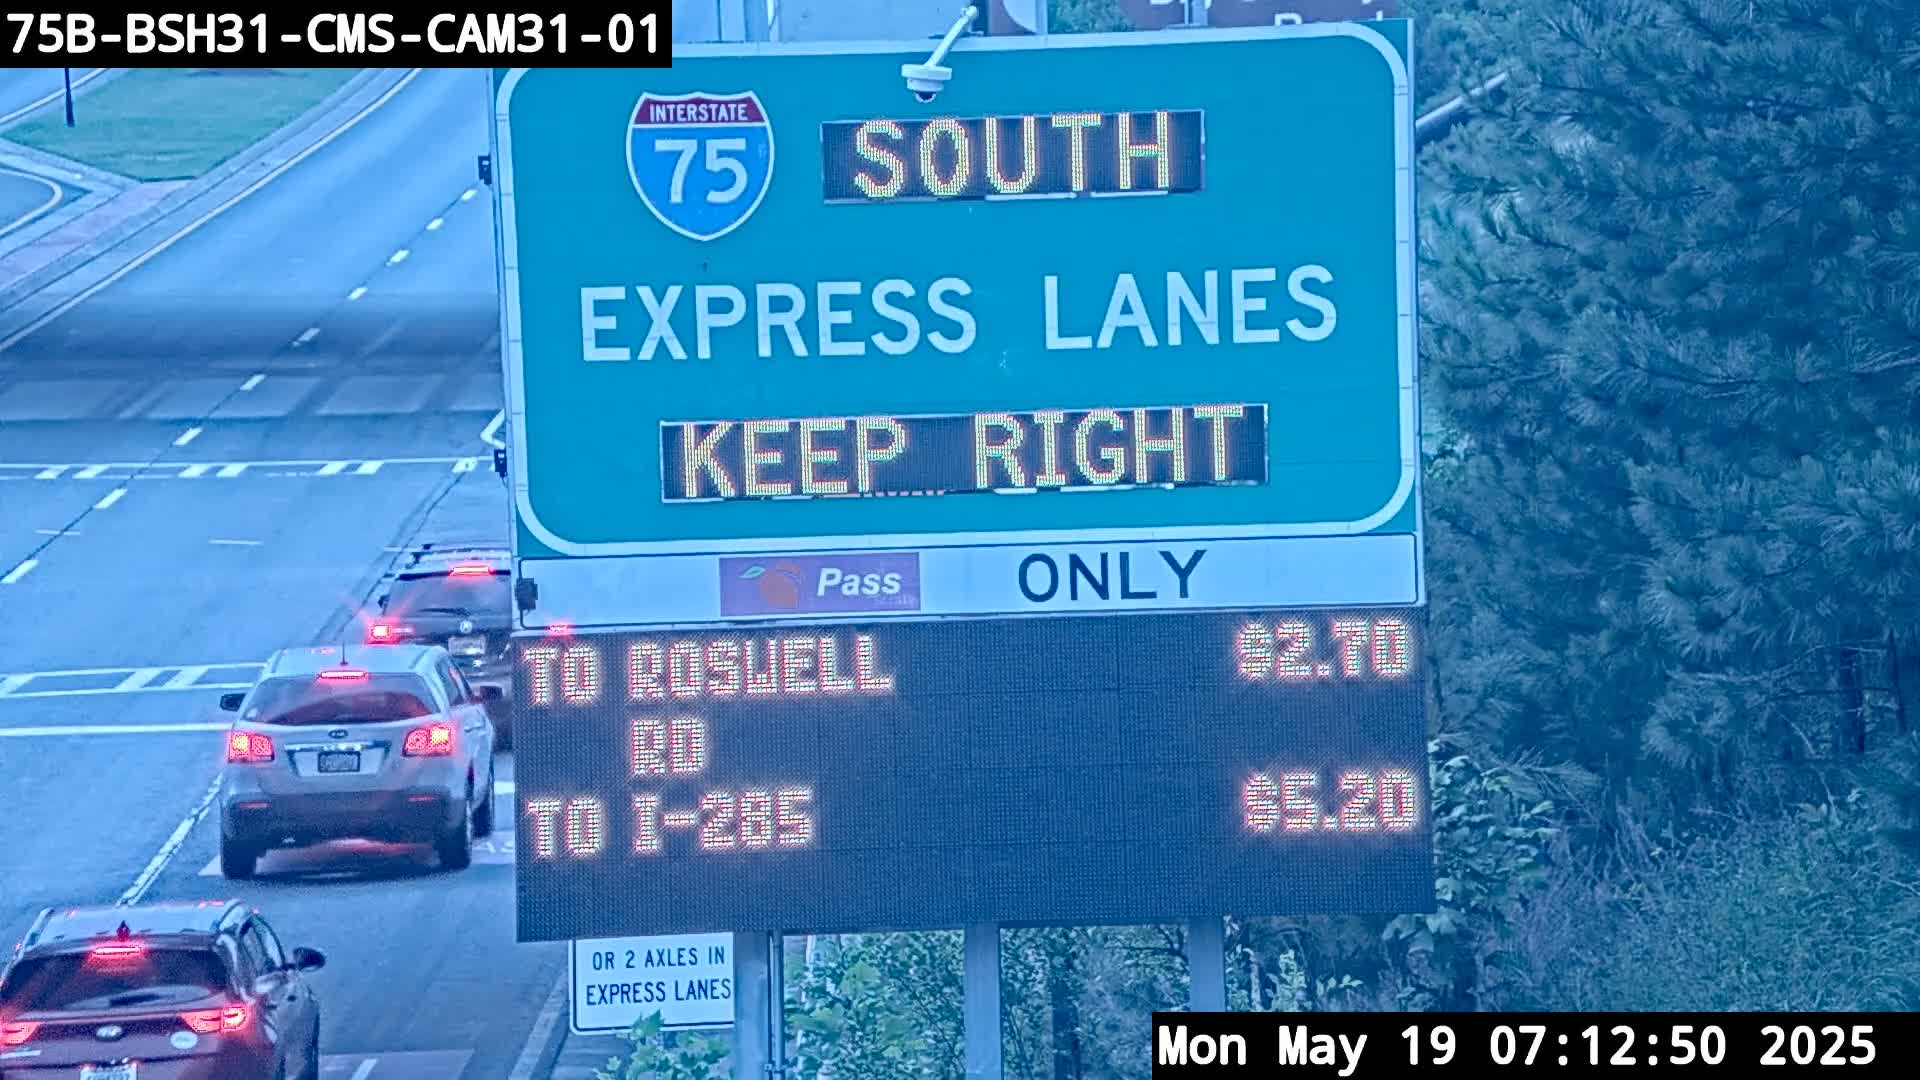 75B-BSH31-CMS-CAM31-01
INTERSTATE
75
SOUTH
EXPRESS LANES
KEEP RIGHT
Pass ONLY
TO ROSWELL $2.70
RD
TO I-285 $5.20
OR 2 AXLES IN
EXPRESS LANES
Mon May 19 07:12:50 2025